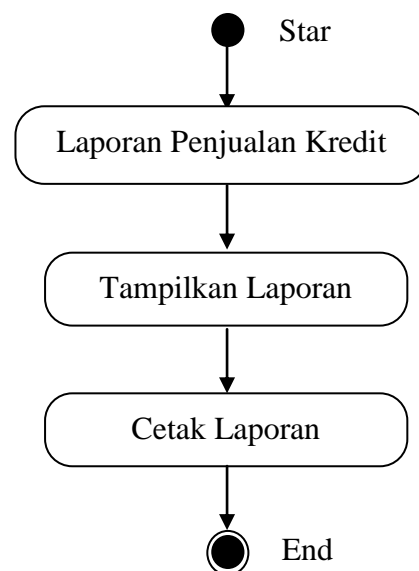 Star
Laporan Penjualan Kredit
Tampilkan Laporan
Cetak Laporan
End